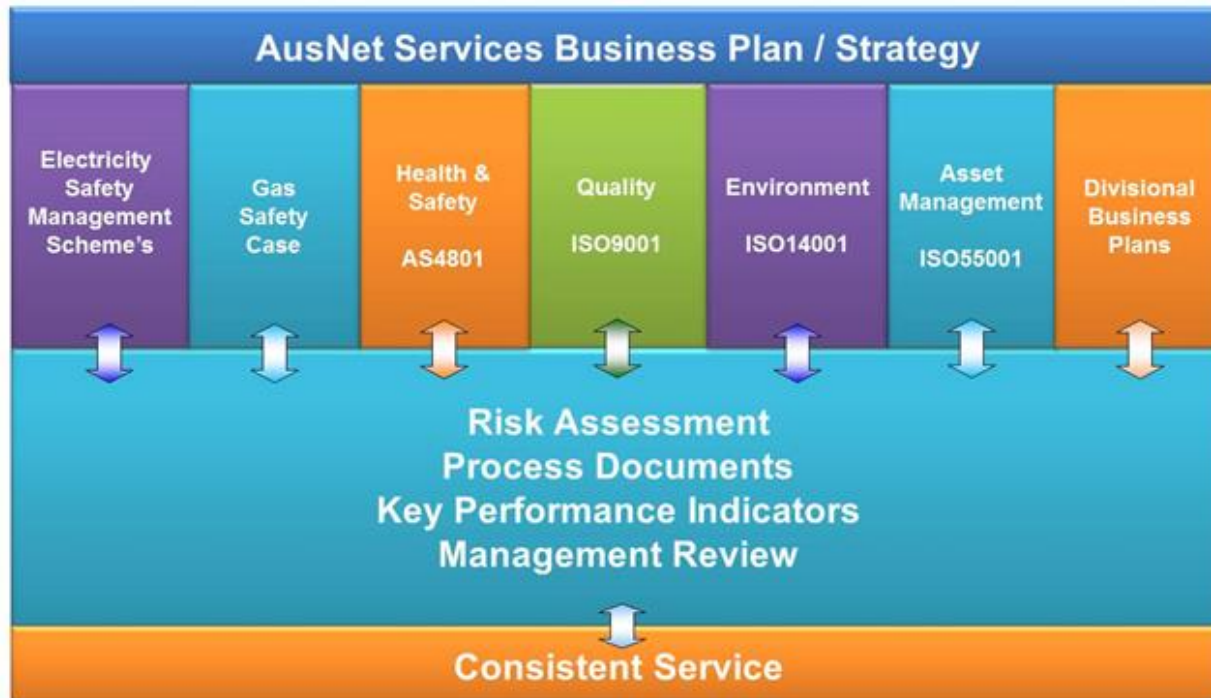 AusNet Services Business Plan / Strategy
Electricity
Safety
Management
Scheme's
Gas
Safety
Case
Health &
Safety
AS4801
Quality
ISO9001
Environment
ISO14001
Asset
Management
ISO55001
Divisional
Business
Plans
Risk Assessment
Process Documents
Key Performance Indicators
Management Review
Consistent Service